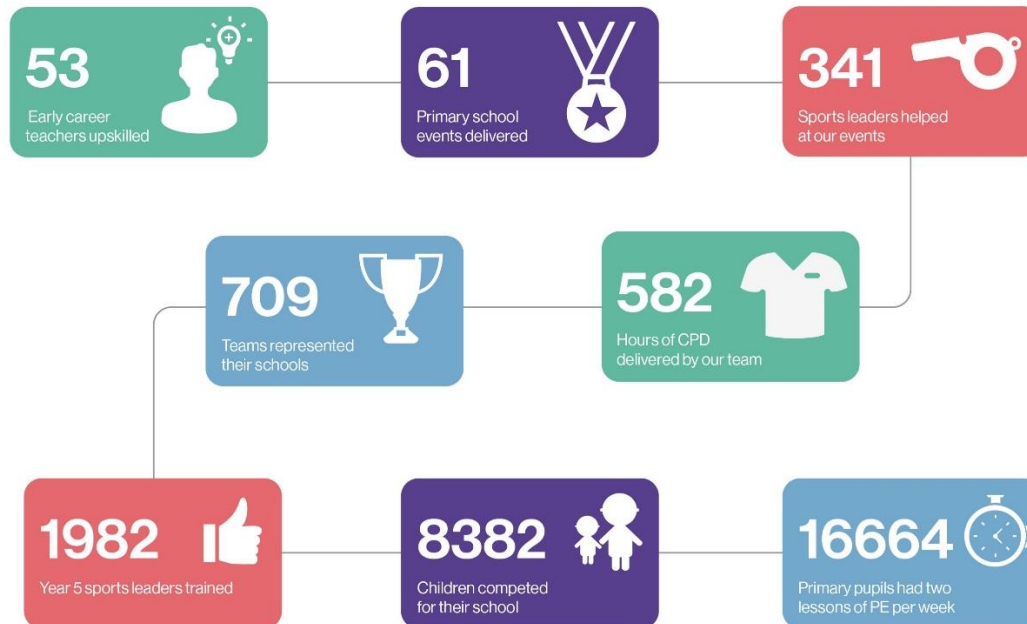 53
Early career
teachers upskilled
61
Primary school
events delivered
341
Sports leaders helped
at our events
709
Teams represented
their schools
582
Hours of CPD
delivered by our team
1982
Year 5 sports leaders trained
8382
Children competed
for their school
16664
Primary pupils had two
lessons of PE per week